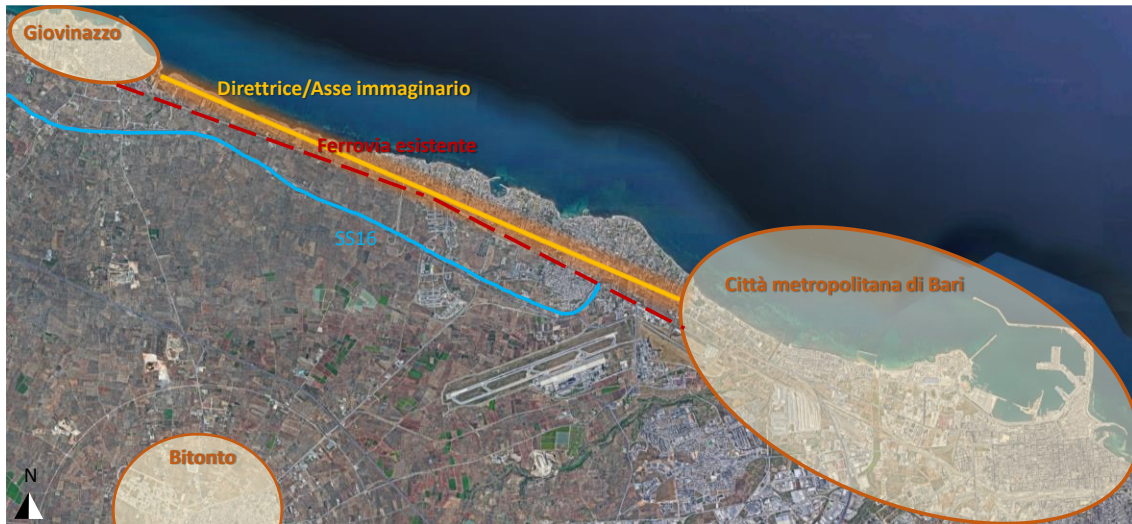 Giovinazzo
Direttrice/Asse immaginario
Ferrovia esistente
SS16
Città metropolitana di Bari
Bitonto
N